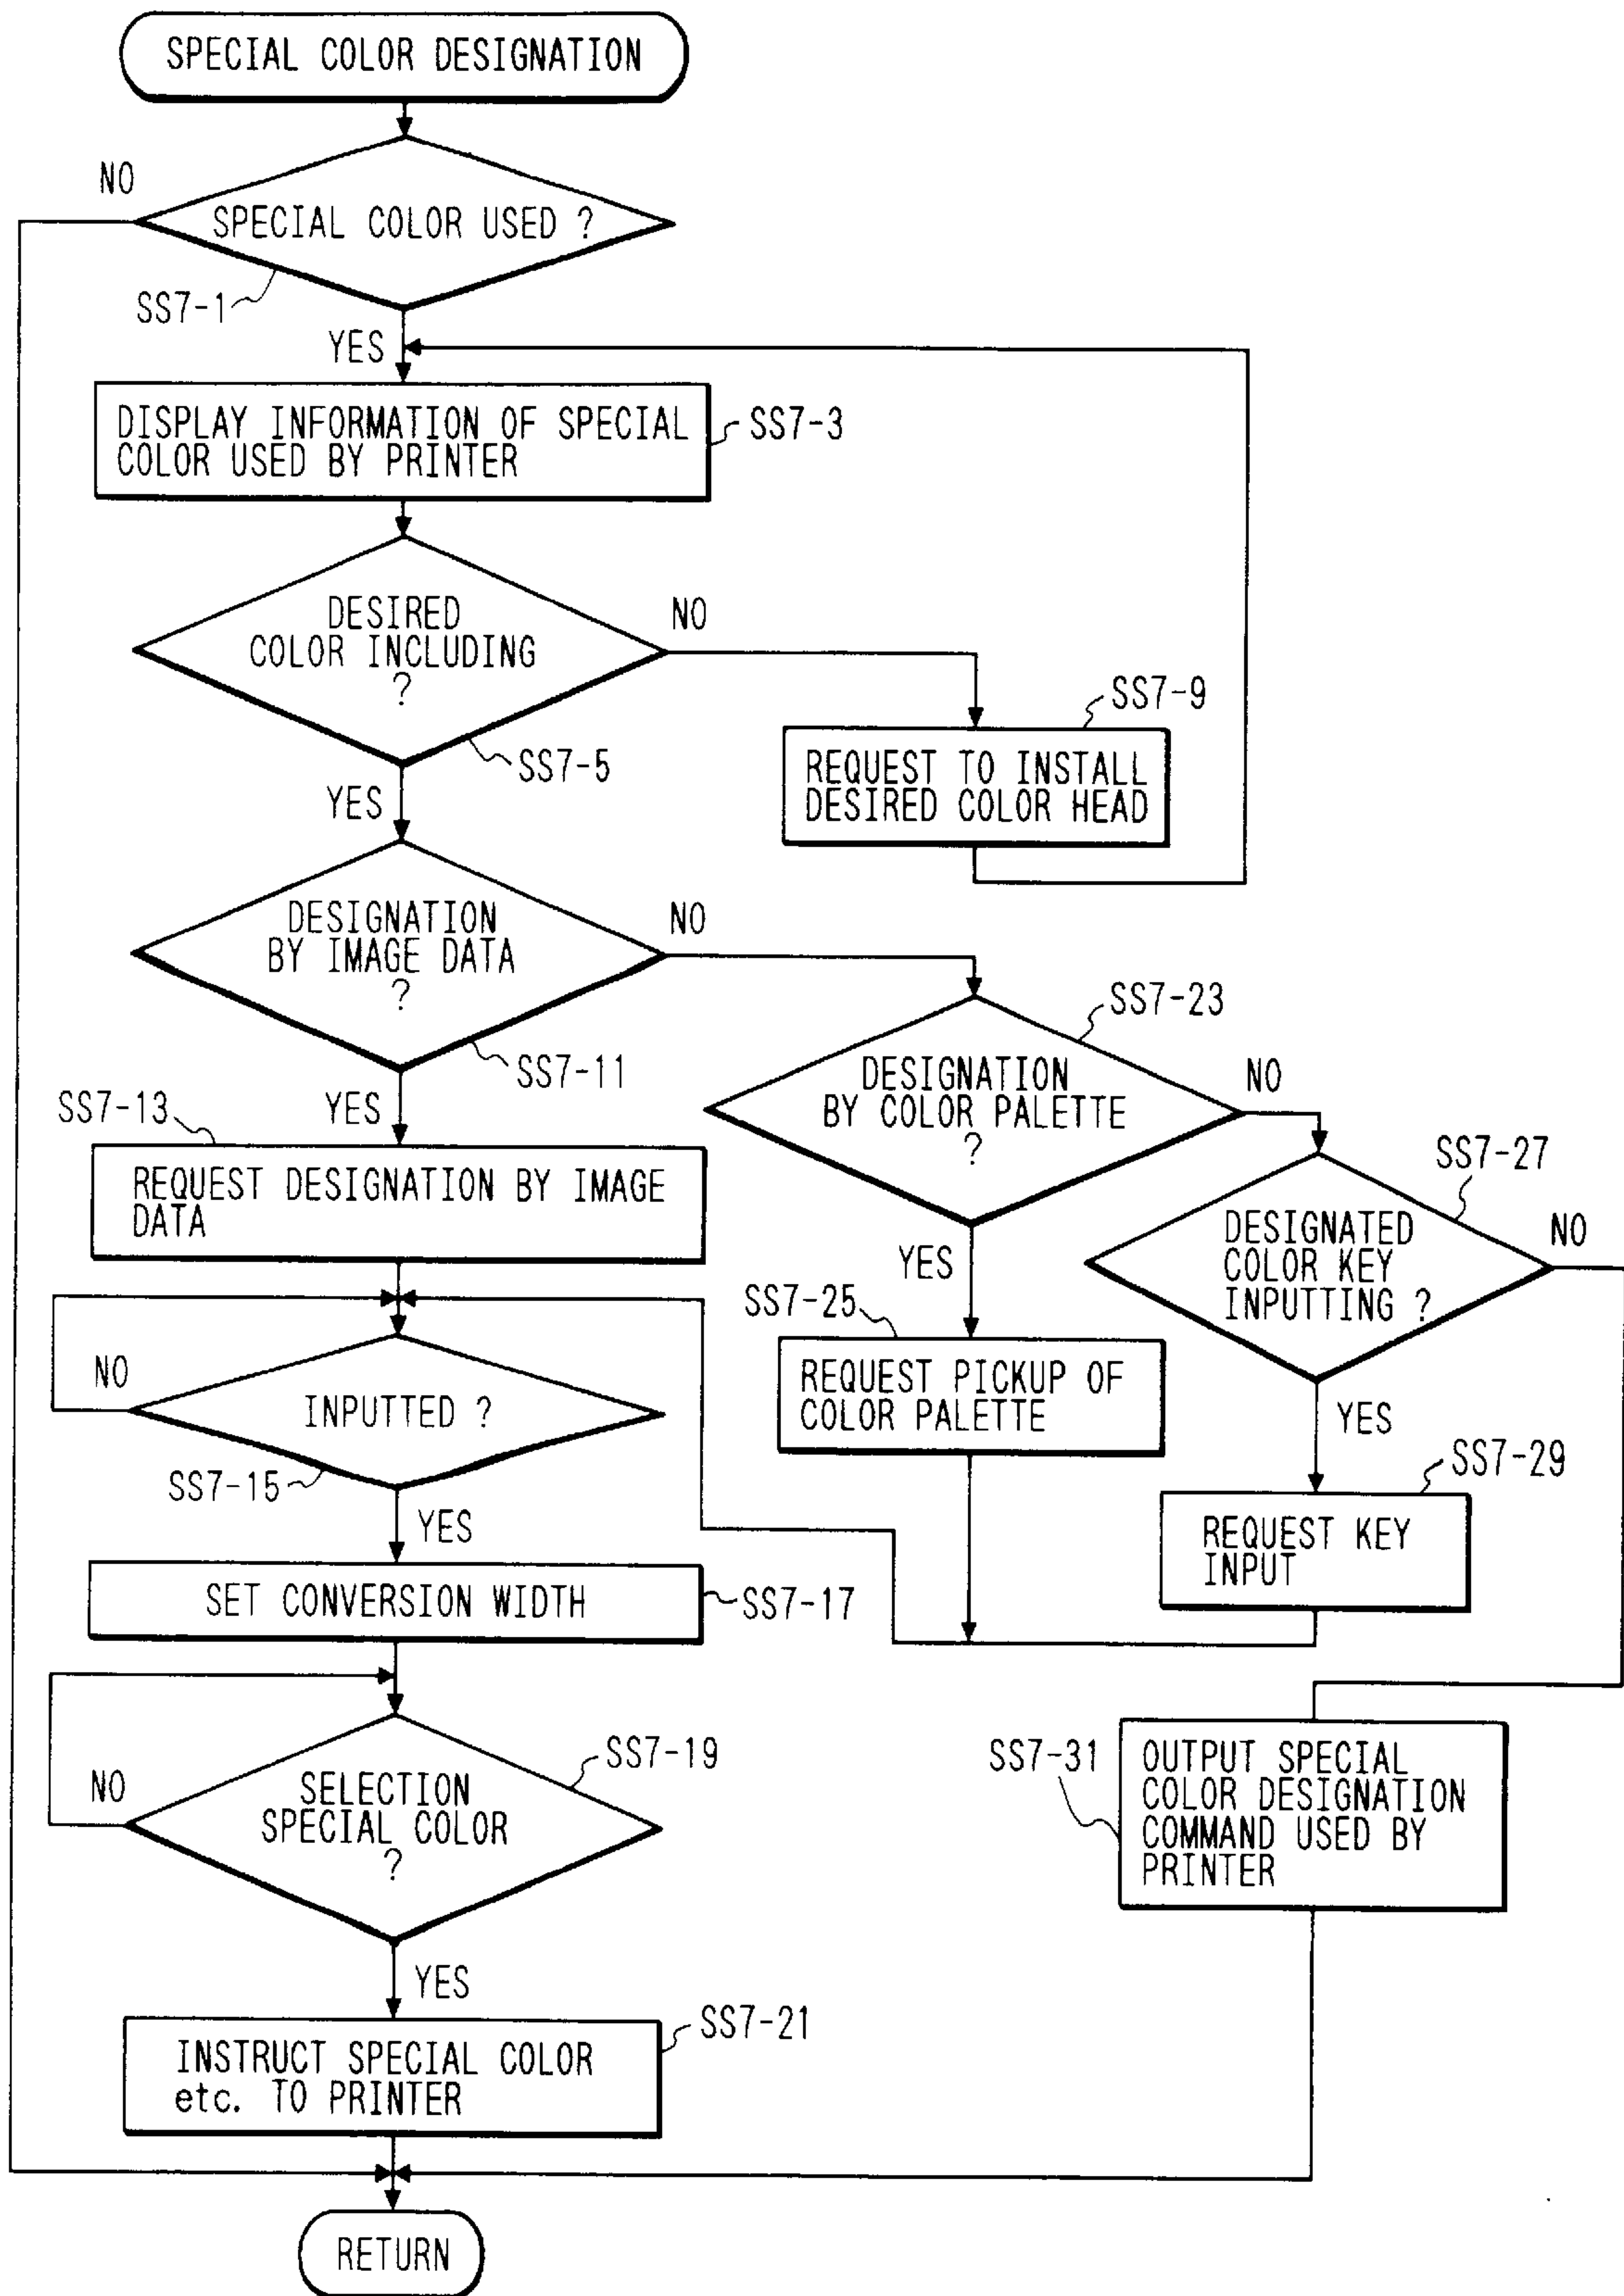 SPECIAL COLOR DESIGNATION
NO
SPECIAL COLOR USED ?
SS7-1
YES
DISPLAY INFORMATION OF SPECIAL
COLOR USED BY PRINTER
SS7-3
DESIRED
COLOR INCLUDING
?
NO
SS7-5
YES
SS7-9
REQUEST TO INSTALL
DESIRED COLOR HEAD
DESIGNATION
BY IMAGE DATA
?
NO
SS7-11
YES
SS7-13
REQUEST DESIGNATION BY IMAGE
DATA
NO
INPUTTED ?
SS7-15
YES
SET CONVERSION WIDTH
SS7-17
NO
SELECTION
SPECIAL COLOR
?
SS7-19
YES
INSTRUCT SPECIAL COLOR
etc. TO PRINTER
SS7-21
SS7-23
DESIGNATION
BY COLOR PALETTE
?
NO
YES
SS7-25
REQUEST PICKUP OF
COLOR PALETTE
SS7-27
DESIGNATED
COLOR KEY
INPUTTING ?
NO
YES
SS7-29
REQUEST KEY
INPUT
SS7-31
OUTPUT SPECIAL
COLOR DESIGNATION
COMMAND USED BY
PRINTER
RETURN